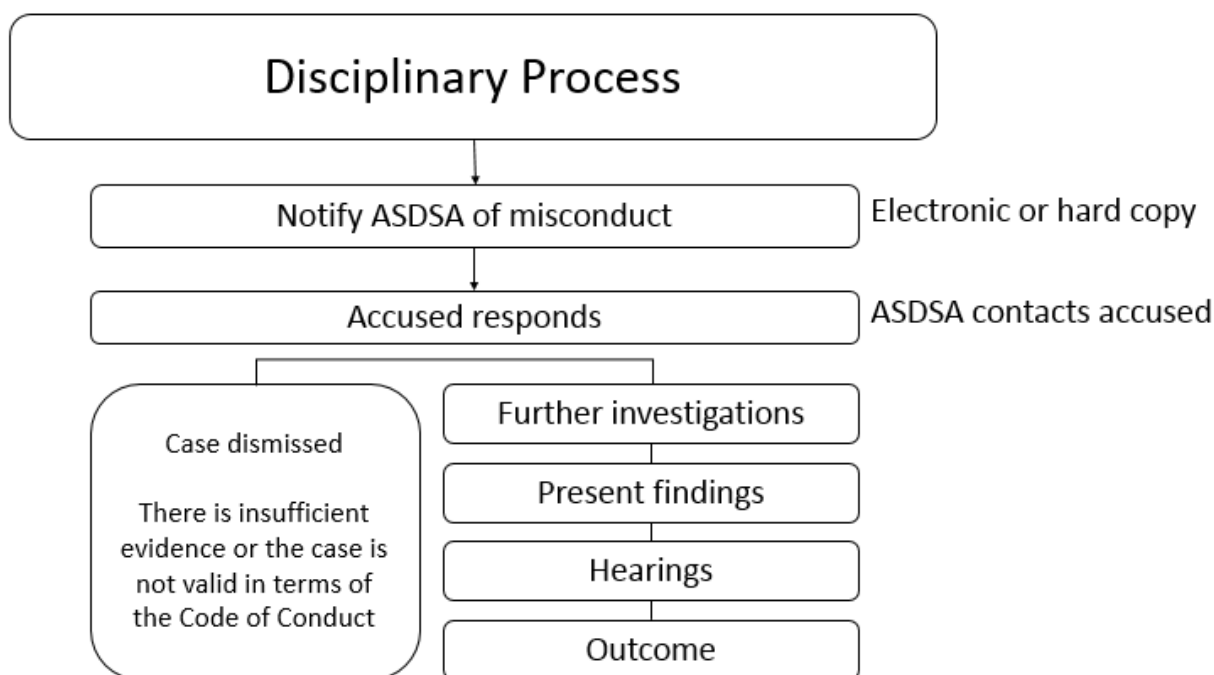 Disciplinary Process
Notify ASDSA of misconduct
Electronic or hard copy
Accused responds
ASDSA contacts accused
Case dismissed
There is insufficient
evidence or the case is
not valid in terms of
the Code of Conduct
Further investigations
Present findings
Hearings
Outcome